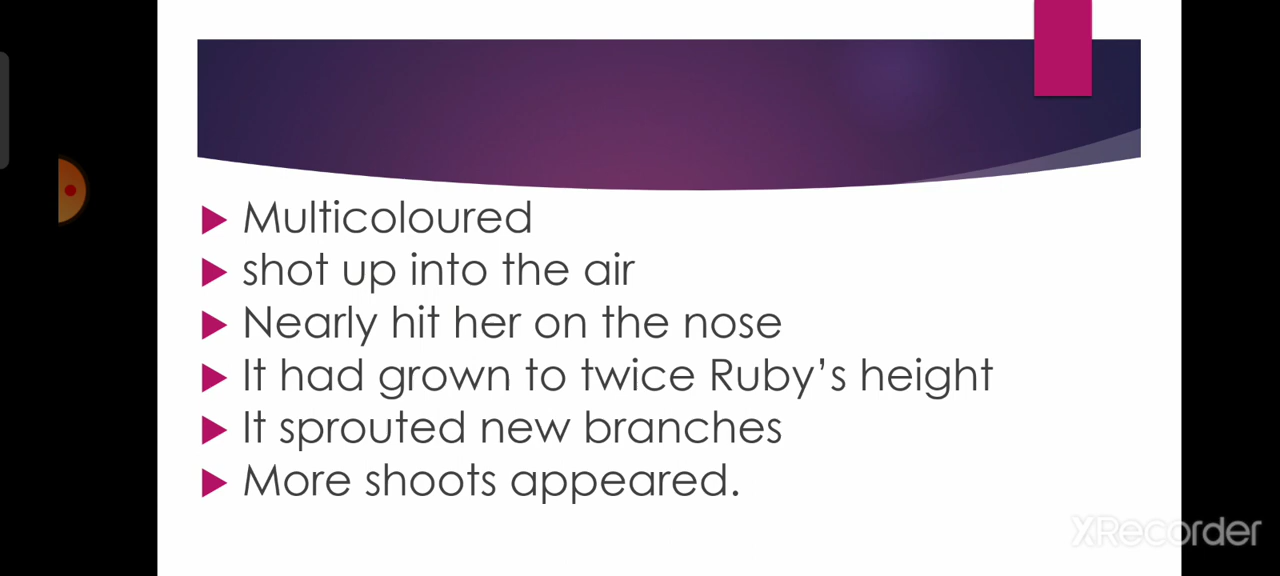 Multicoloured
shot up into the air
Nearly hit her on the nose
It had grown to twice Ruby’s height
It sprouted new branches
More shoots appeared.
XRecorder